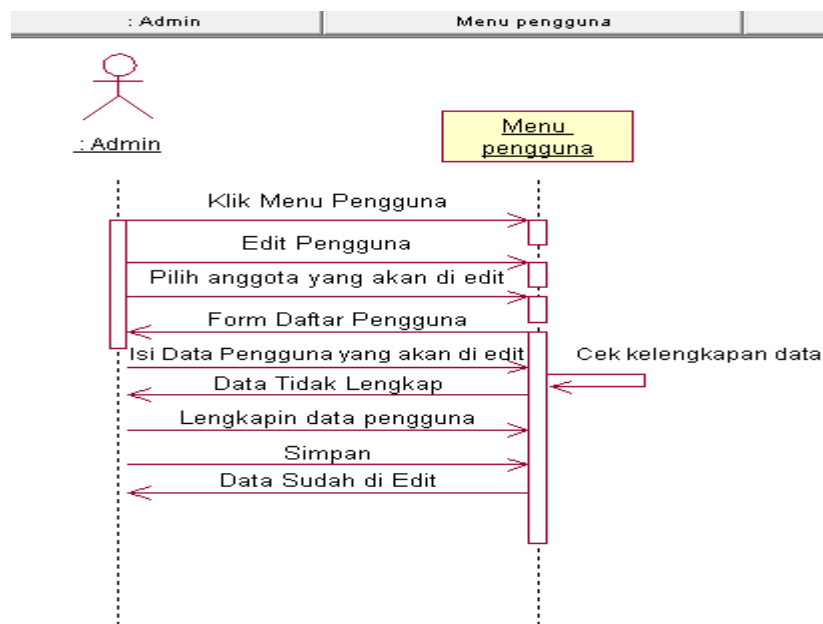 : Admin
Menu pengguna
: Admin
Menu
pengguna
Klik Menu Pengguna
Edit Pengguna
Pilih anggota yang akan di edit
Form Daftar Pengguna
Isi Data Pengguna yang akan di edit
Cek kelengkapan data
Data Tidak Lengkap
Lengkapin data pengguna
Simpan
Data Sudah di Edit